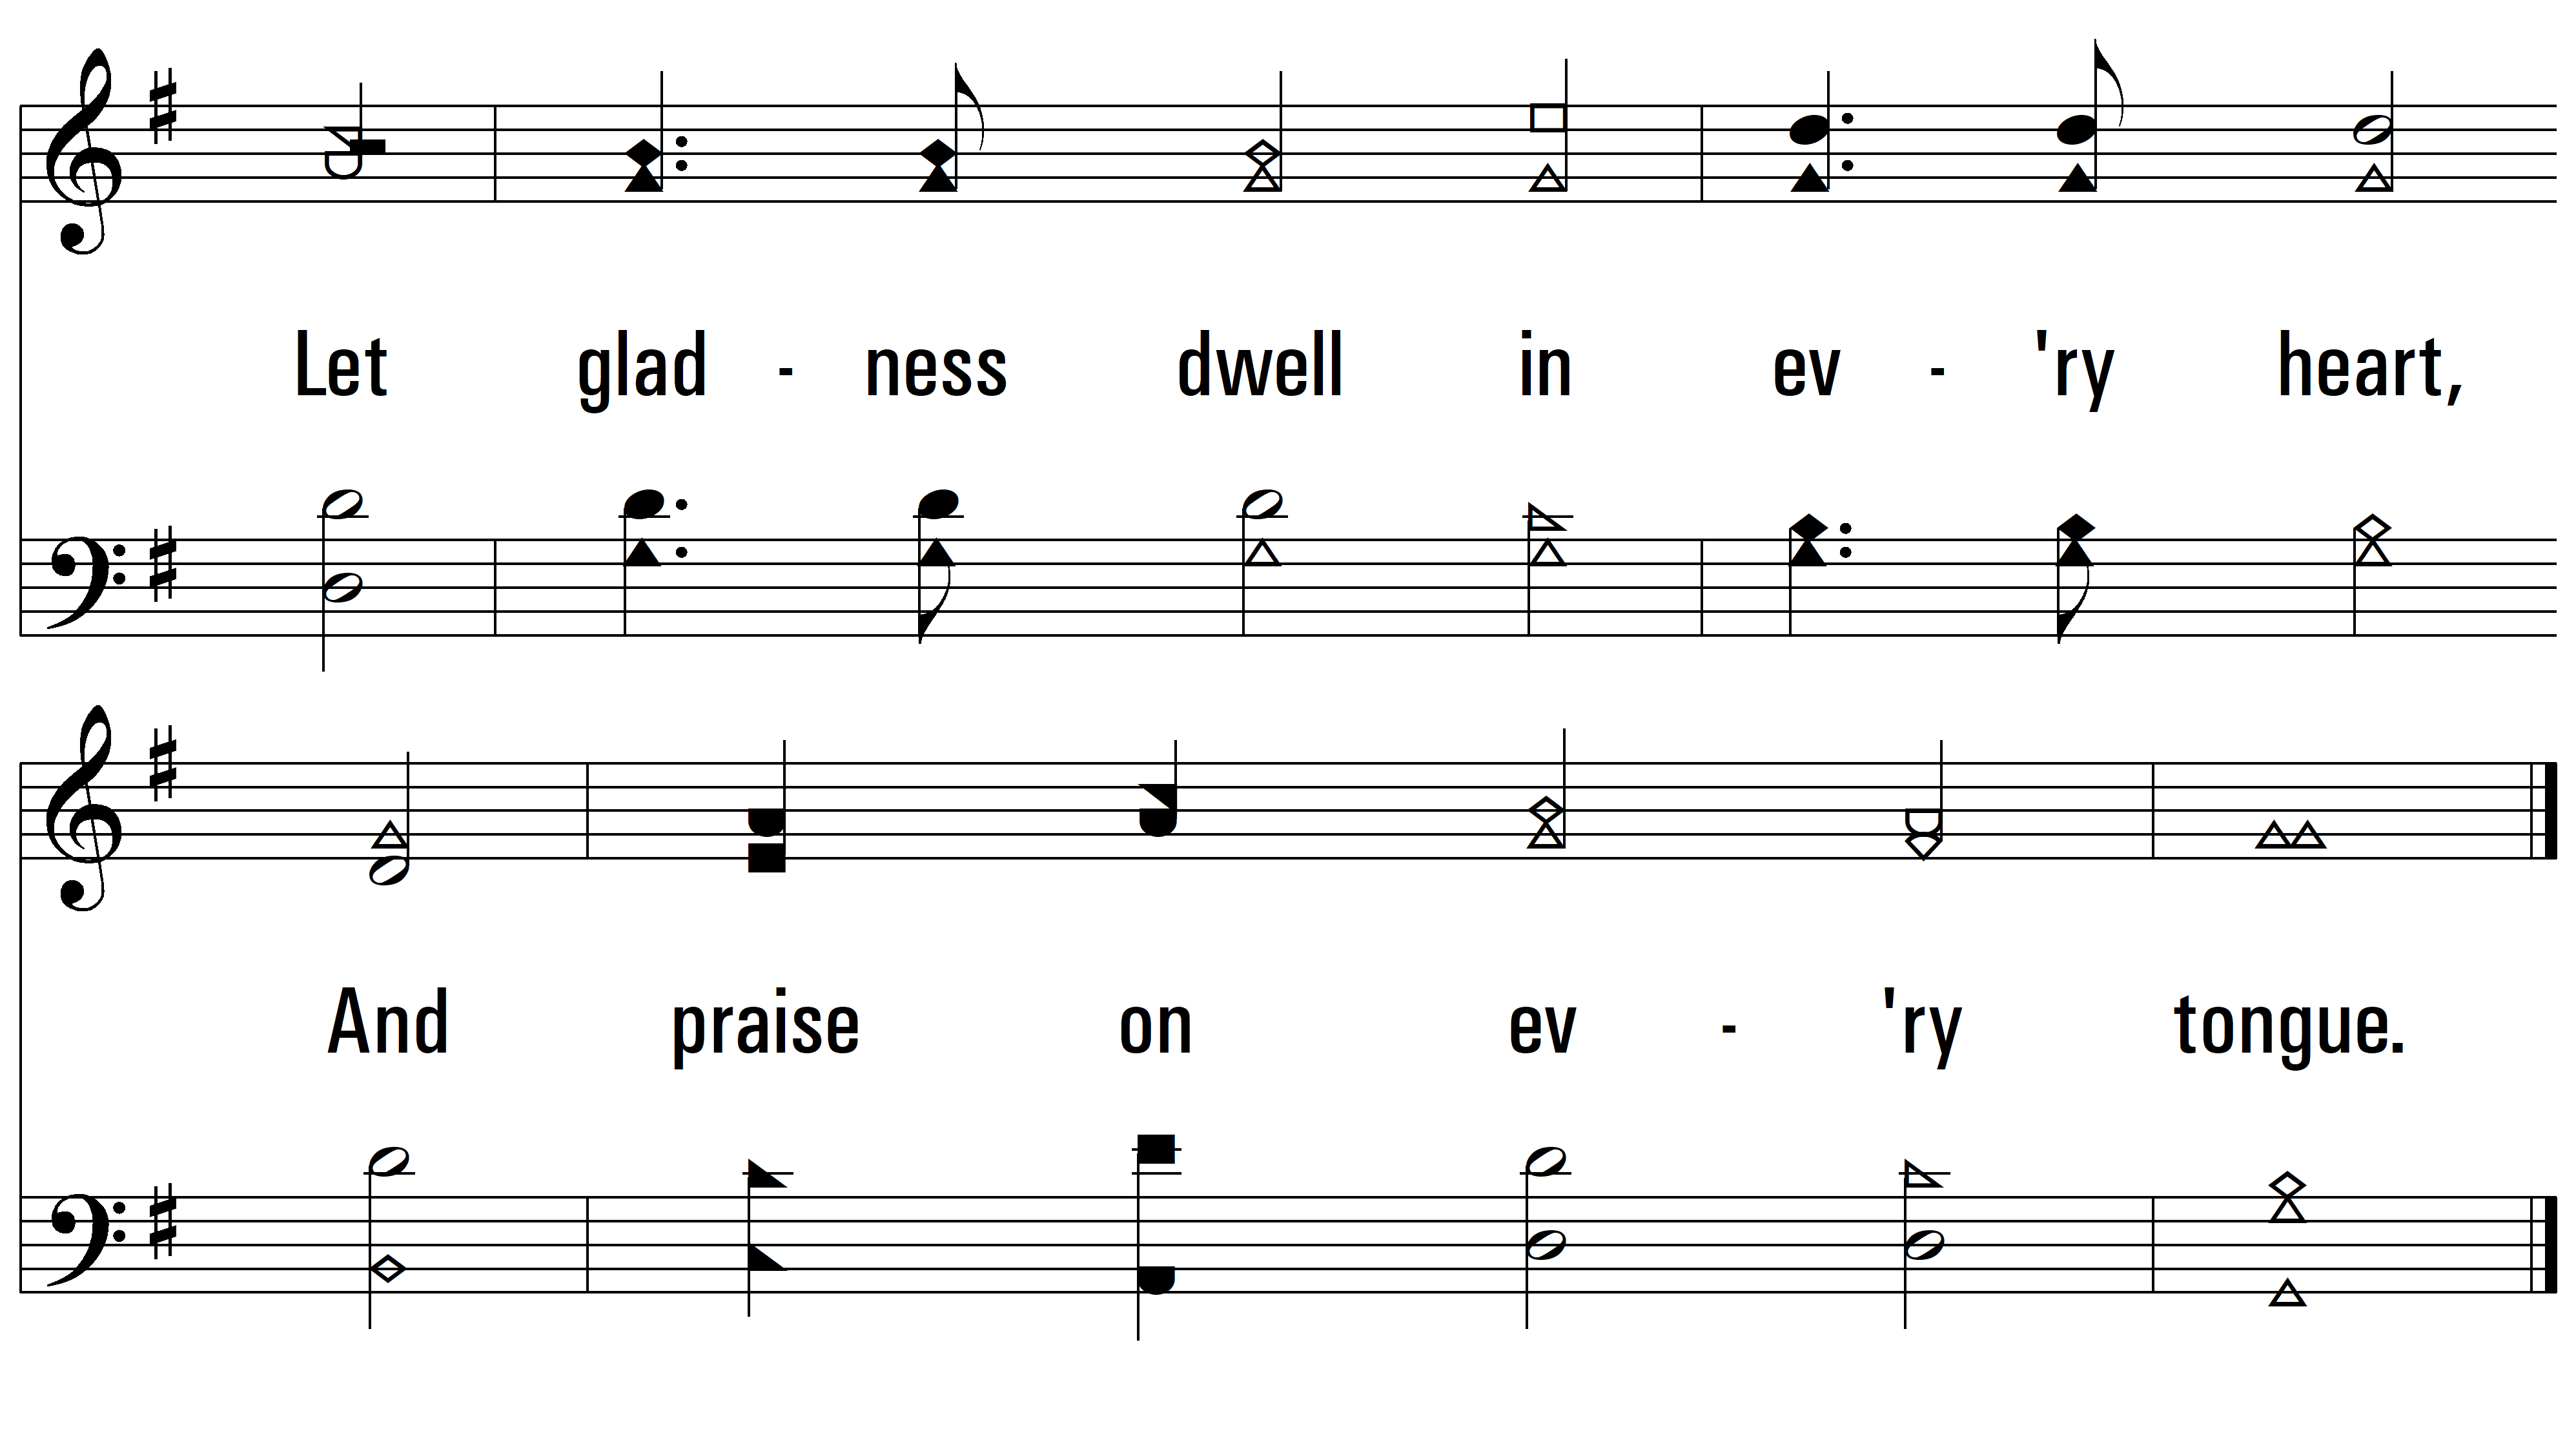 Let glad - ness dwell in ev - 'ry heart,
And praise on ev - 'ry tongue.